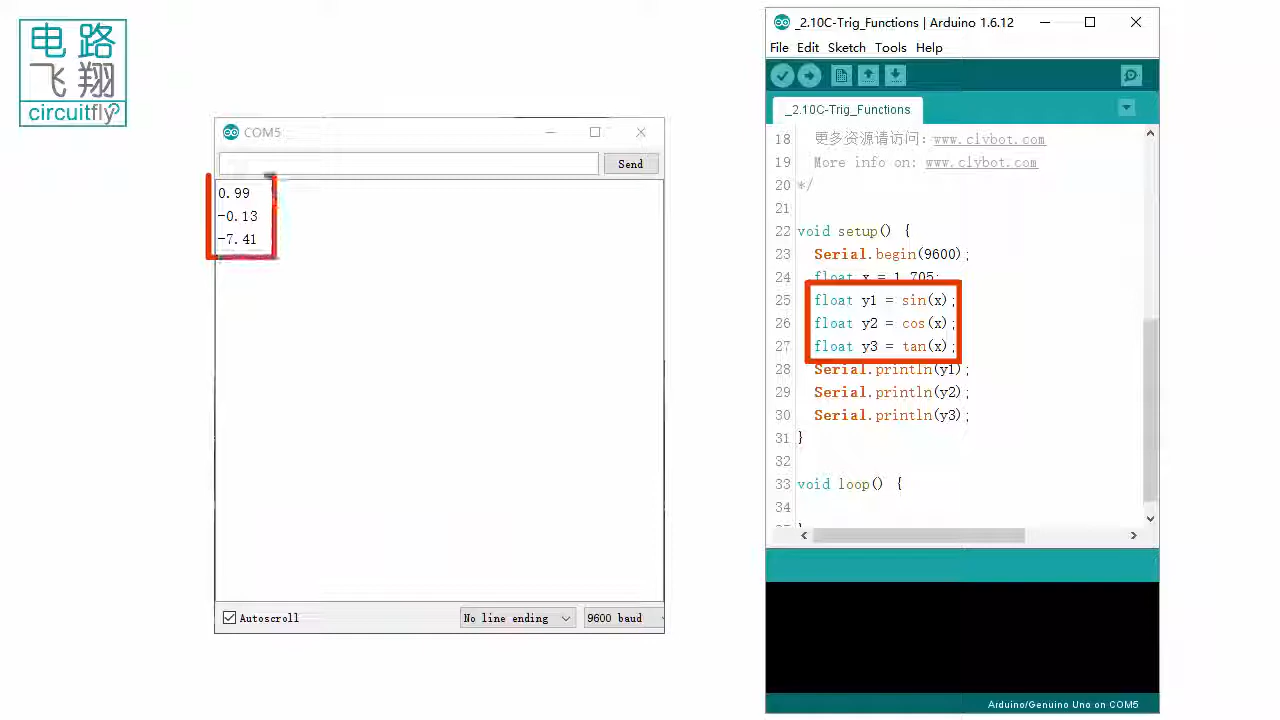 电路
飞翔
circuitfly
COM5
Send
0.99
-0.13
-7.41
Autoscroll
No line ending
9600 baud
_2.10C-Trig_Functions | Arduino 1.6.12
File Edit Sketch Tools Help
_2.10C-Trig_Functions
18 更多资源请访问: www.clybot.com
19 More info on: www.clybot.com
20 */
21
22 void setup() {
23 Serial.begin(9600);
24 float x = 1.705;
25 float y1 = sin(x);
26 float y2 = cos(x);
27 float y3 = tan(x);
28 Serial.println(y1);
29 Serial.println(y2);
30 Serial.println(y3);
31 }
32
33 void loop() {
34
Arduino/Genuino Uno on COM5